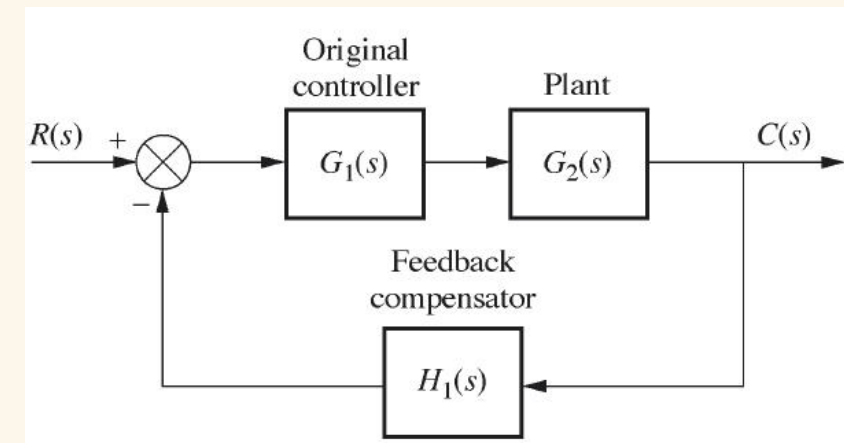 Original
controller
Plant
R(s)
+
G₁(s)
G₂(s)
C(s)
−
Feedback
compensator
H₁(s)